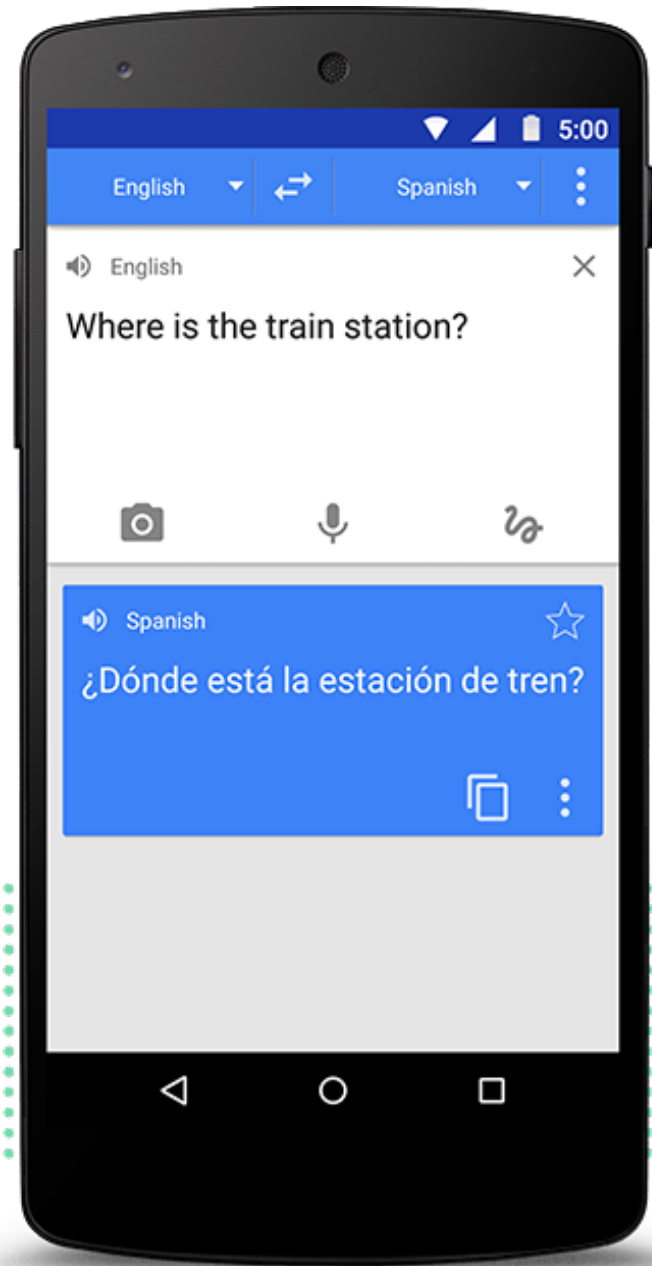 5:00
English
Spanish
English
Where is the train station?
Spanish
¿Dónde está la estación de tren?